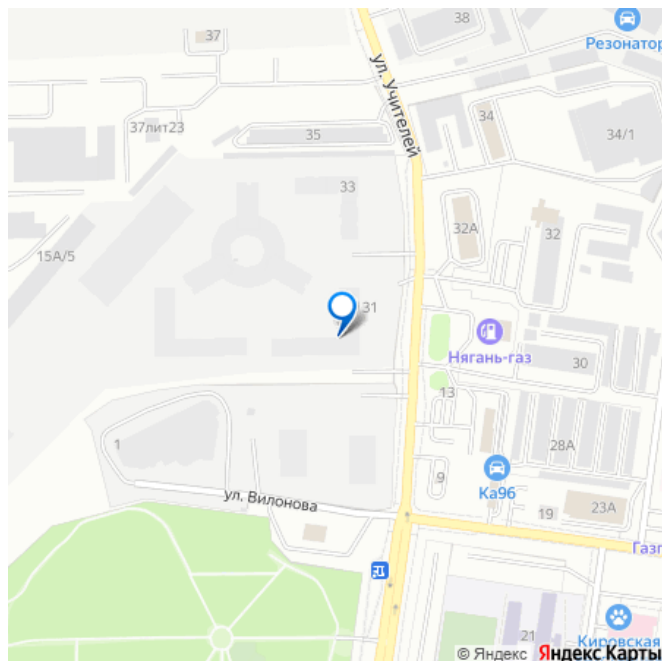 38
Резонатор
37
ул. Учителей
37лит23
35
34
34/1
33
32А
32
15А/5
31
Нягань-газ
30
13
1
28А
9
Ка96
ул. Вилонова
19
23А
Газп
21
Кировская
© Яндекс Яндекс Карты